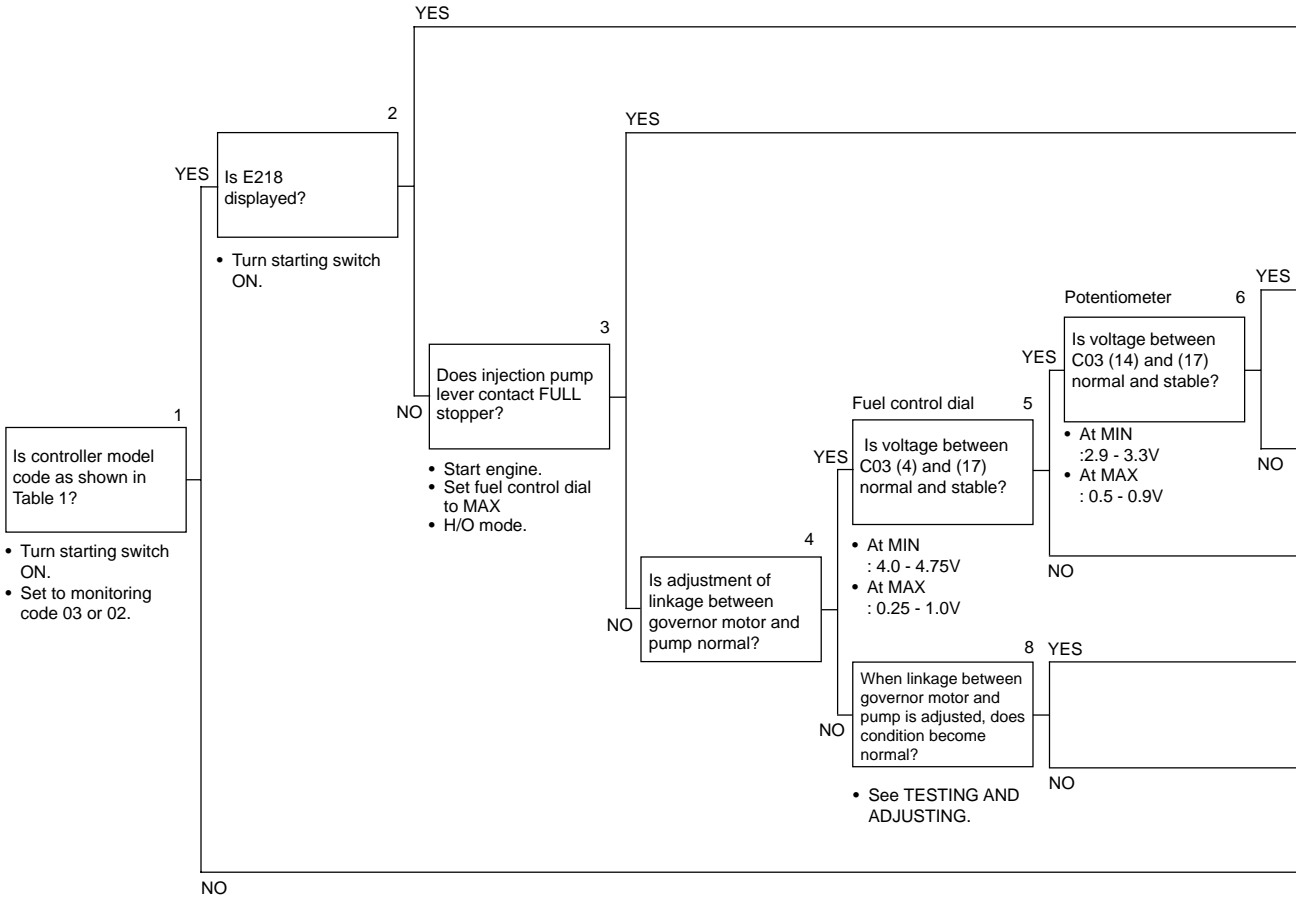 YES
2
YES
YES
Is E218
displayed?
• Turn starting switch
ON.
YES
Potentiometer 6
3
Is voltage between
C03 (14) and (17)
normal and stable?
YES
Does injection pump
lever contact FULL
stopper?
NO
Fuel control dial 5
1
• At MIN
:2.9 - 3.3V
• At MAX
: 0.5 - 0.9V
NO
Is controller model
code as shown in
Table 1?
YES
Is voltage between
C03 (4) and (17)
normal and stable?
• Start engine.
• Set fuel control dial
to MAX
• H/O mode.
• Turn starting switch
ON.
• Set to monitoring
code 03 or 02.
4
• At MIN
: 4.0 - 4.75V
• At MAX
: 0.25 - 1.0V
NO
Is adjustment of
linkage between
governor motor and
pump normal?
NO
8 YES
When linkage between
governor motor and
pump is adjusted, does
condition become
normal?
NO
NO
• See TESTING AND
ADJUSTING.
NO